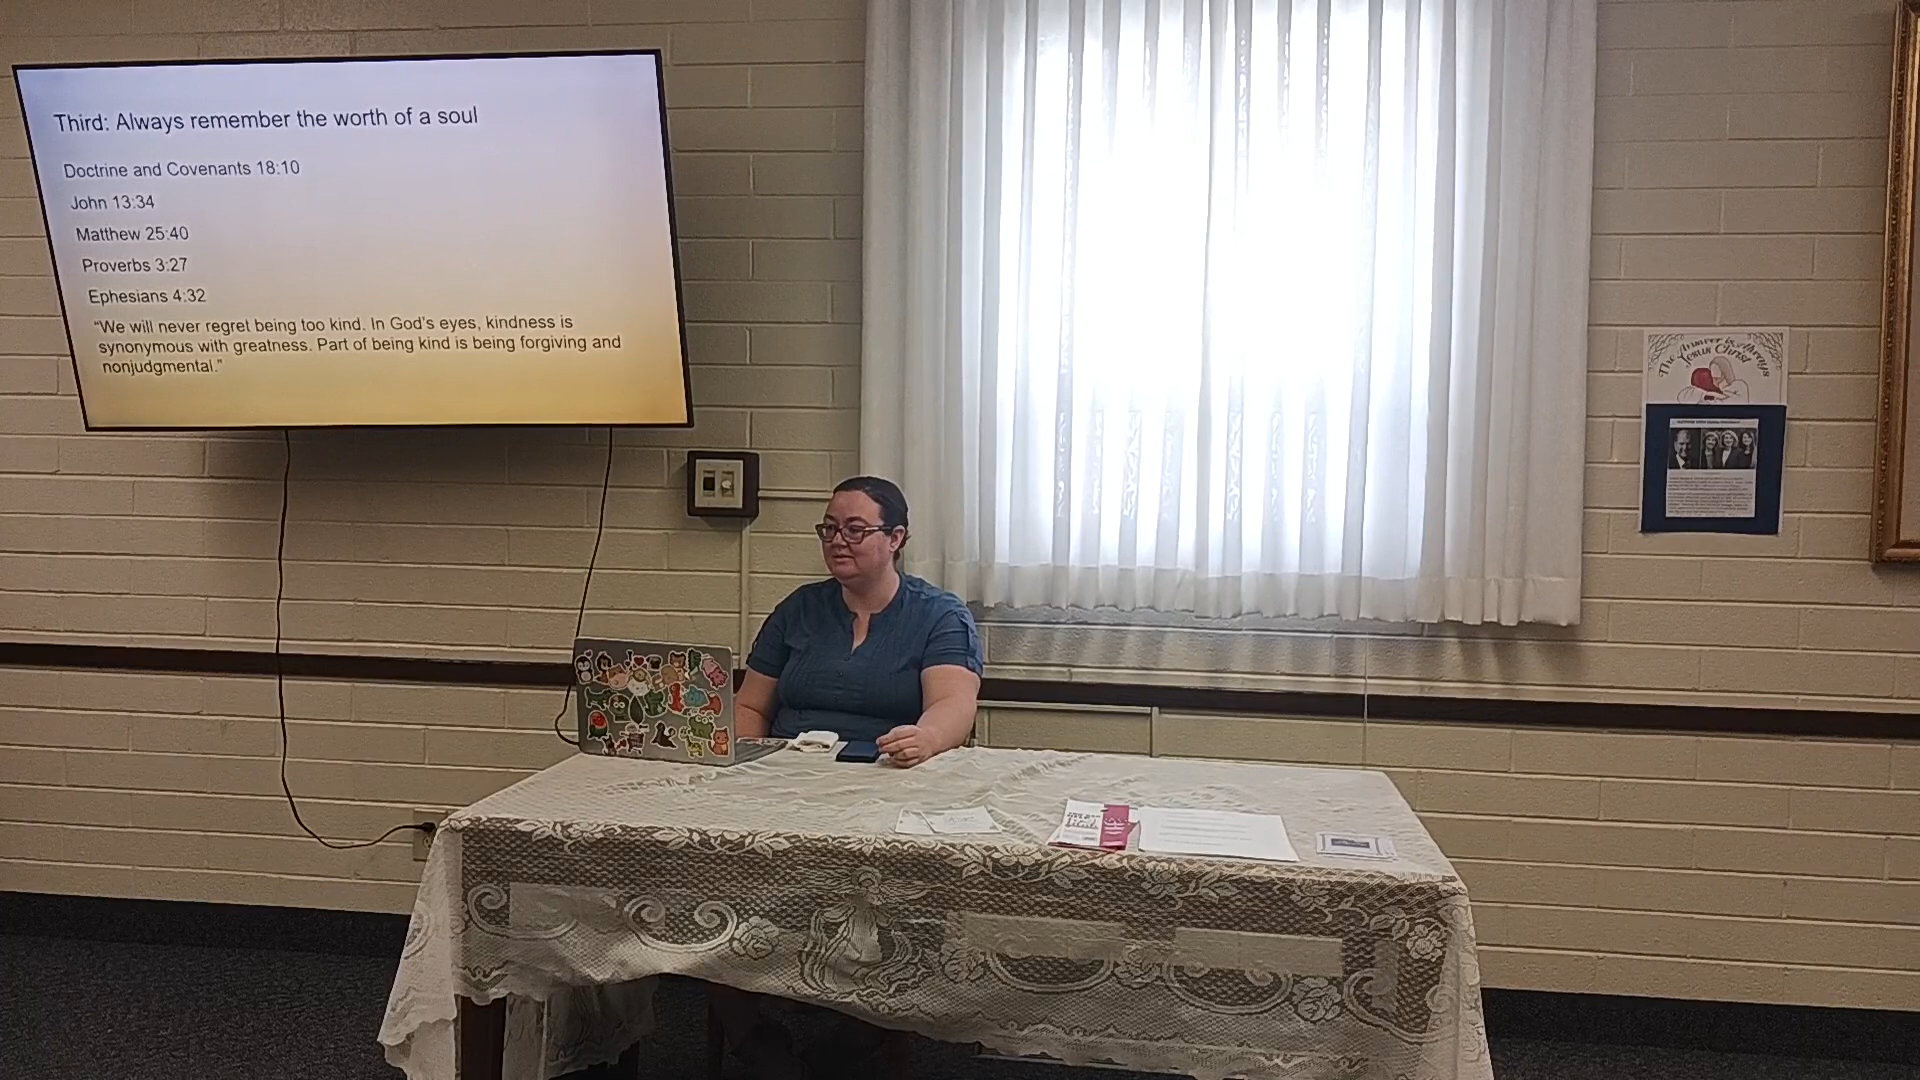 Third: Always remember the worth of a soul
Doctrine and Covenants 18:10
John 13:34
Matthew 25:40
Proverbs 3:27
Ephesians 4:32
“We will never regret being too kind. In God's eyes, kindness is
synonymous with greatness. Part of being kind is being forgiving and
nonjudgmental.”
The Answer is Always
Jesus Christ